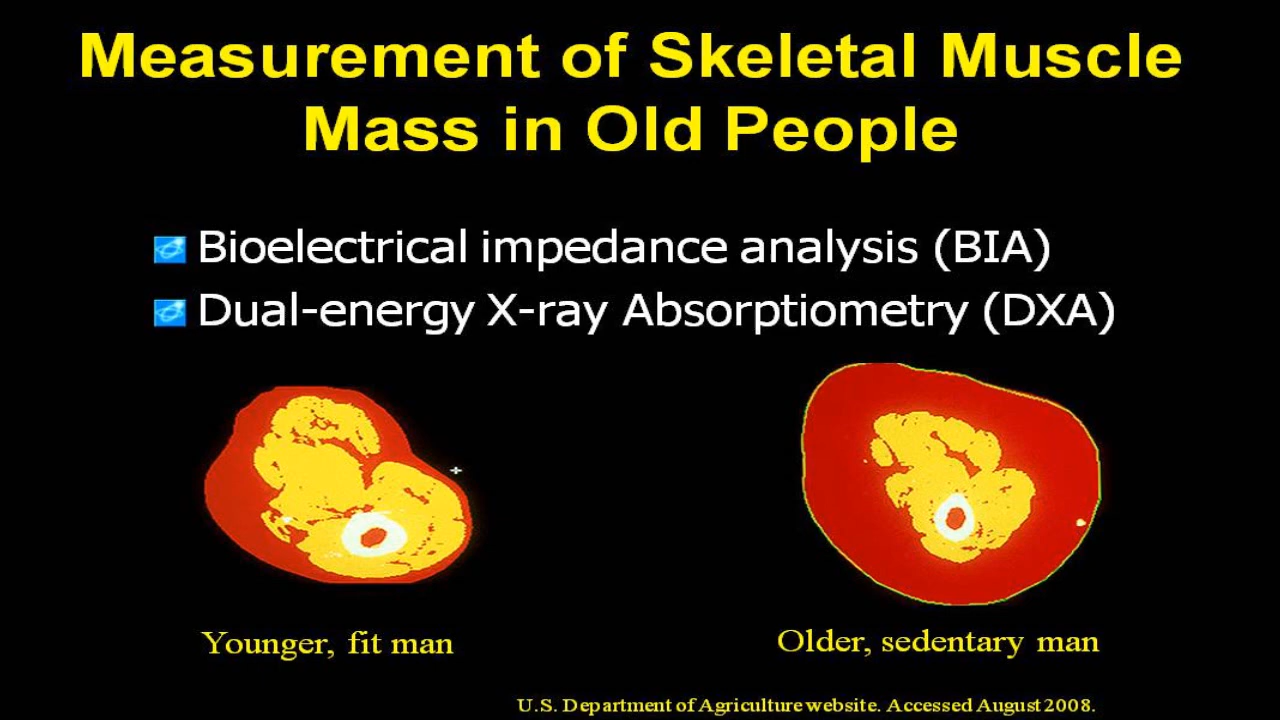 Measurement of Skeletal Muscle
Mass in Old People
Bioelectrical impedance analysis (BIA)
Dual-energy X-ray Absorptiometry (DXA)
Younger, fit man
Older, sedentary man
U.S. Department of Agriculture website. Accessed August 2008.